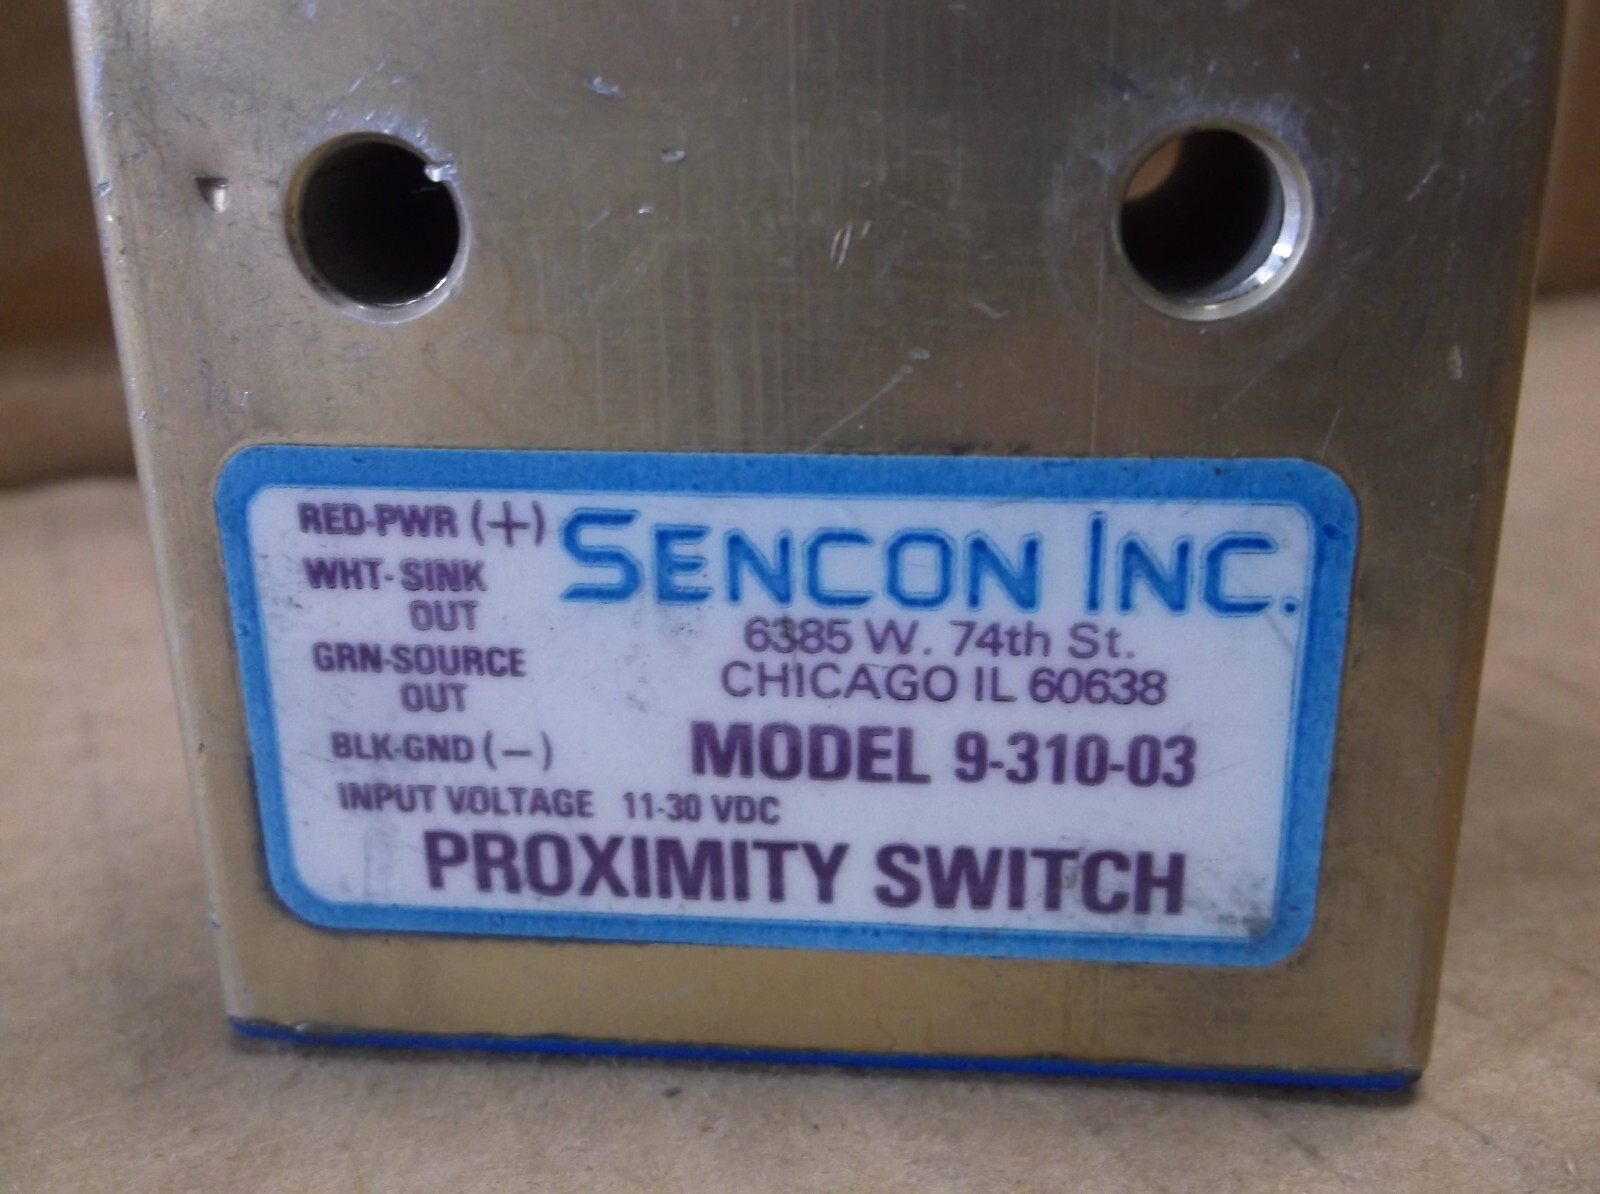 RED-PWR (+)
WHT-SINK
OUT
GRN-SOURCE
OUT
BLK-GND (-)
INPUT VOLTAGE 11-30 VDC
SENCON INC.
6385 W. 74th St.
CHICAGO IL 60638
MODEL 9-310-03
PROXIMITY SWITCH